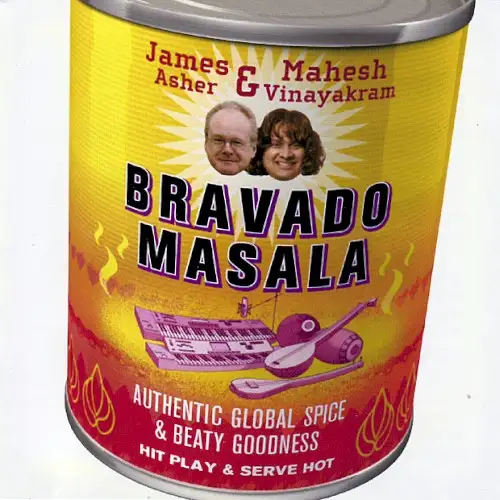 James Asher & Mahesh Vinayakram
BRAVADO
MASALA
AUTHENTIC GLOBAL SPICE
& BEATY GOODNESS
HIT PLAY & SERVE HOT